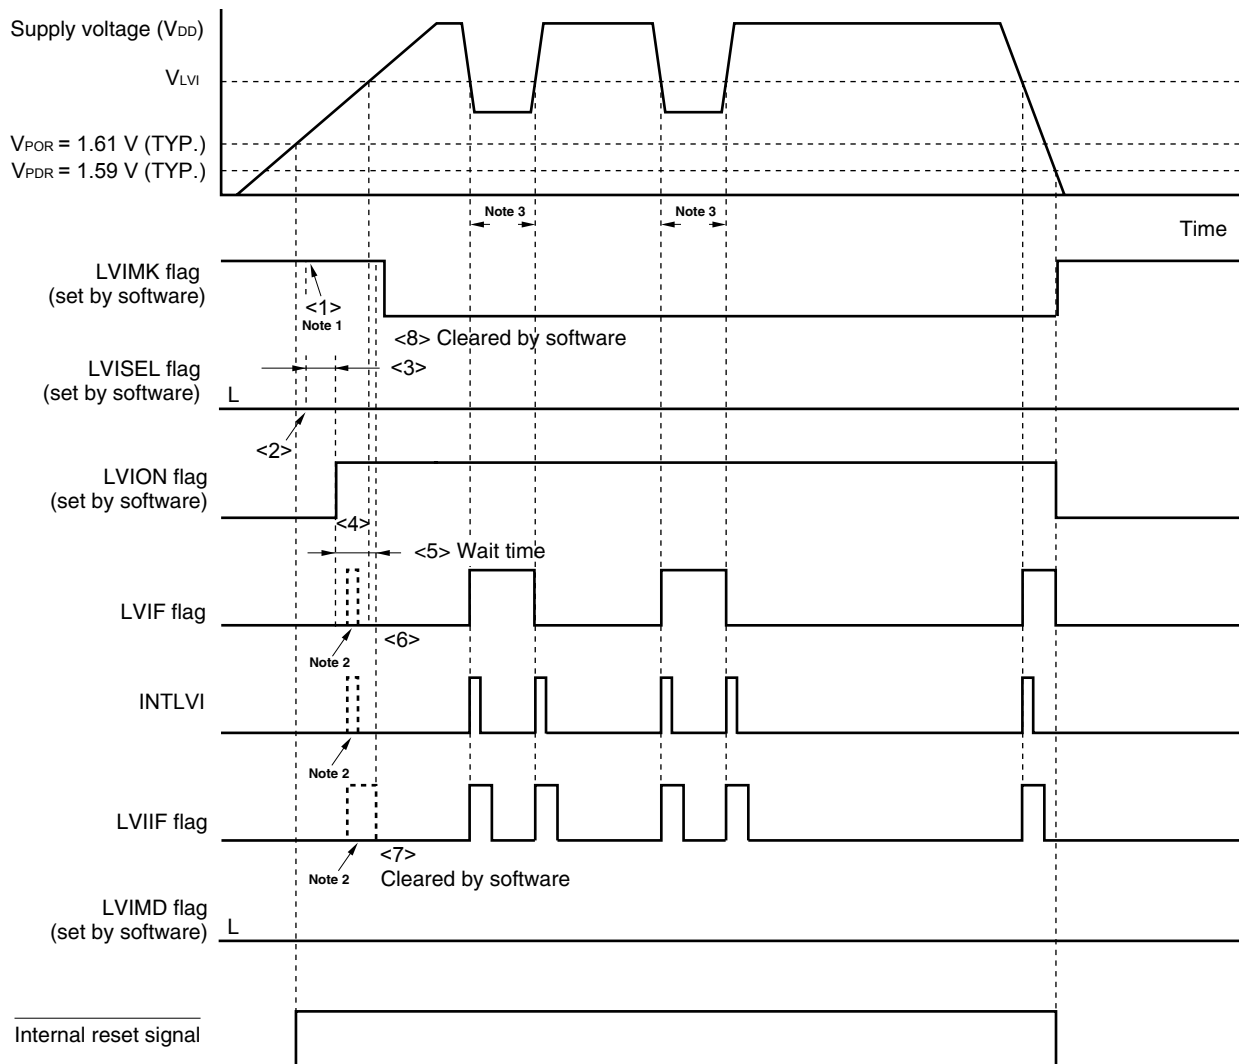 Supply voltage (VDD)
VLVI
VPOR = 1.61 V (TYP.)
VPDR = 1.59 V (TYP.)
Note 3
Note 3
Time
LVIMK flag
(set by software)
<1>
Note 1
<8> Cleared by software
LVISEL flag
(set by software)
L
<3>
<2>
LVION flag
(set by software)
<4>
<5> Wait time
LVIF flag
<6>
Note 2
INTLVI
Note 2
LVIIF flag
<7>
Note 2
Cleared by software
LVIMD flag
(set by software)
L
Internal reset signal